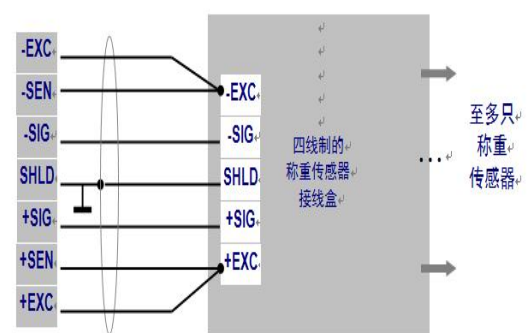 -EXC
-SEN
-SIG
SHLD
+SIG
+SEN
+EXC
-EXC
-SIG
SHLD
+SIG
+EXC
四线制的
称重传感器
接线盒
...
至多只
称重
传感器